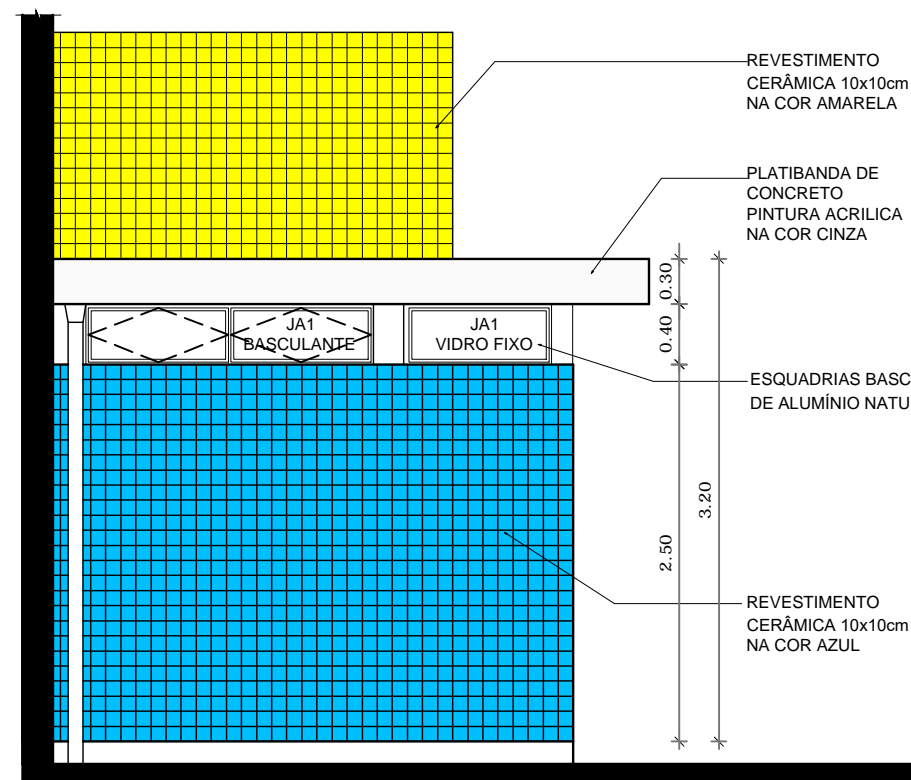 REVESTIMENTO
CERÂMICA 10x10cm
NA COR AMARELA
PLATIBANDA DE
CONCRETO
PINTURA ACRILICA
NA COR CINZA
0.30
0.40
3.20
2.50
JA1
BASCULANTE
JA1
VIDRO FIXO
ESQUADRIAS BASC
DE ALUMÍNIO NATU
REVESTIMENTO
CERÂMICA 10x10cm
NA COR AZUL